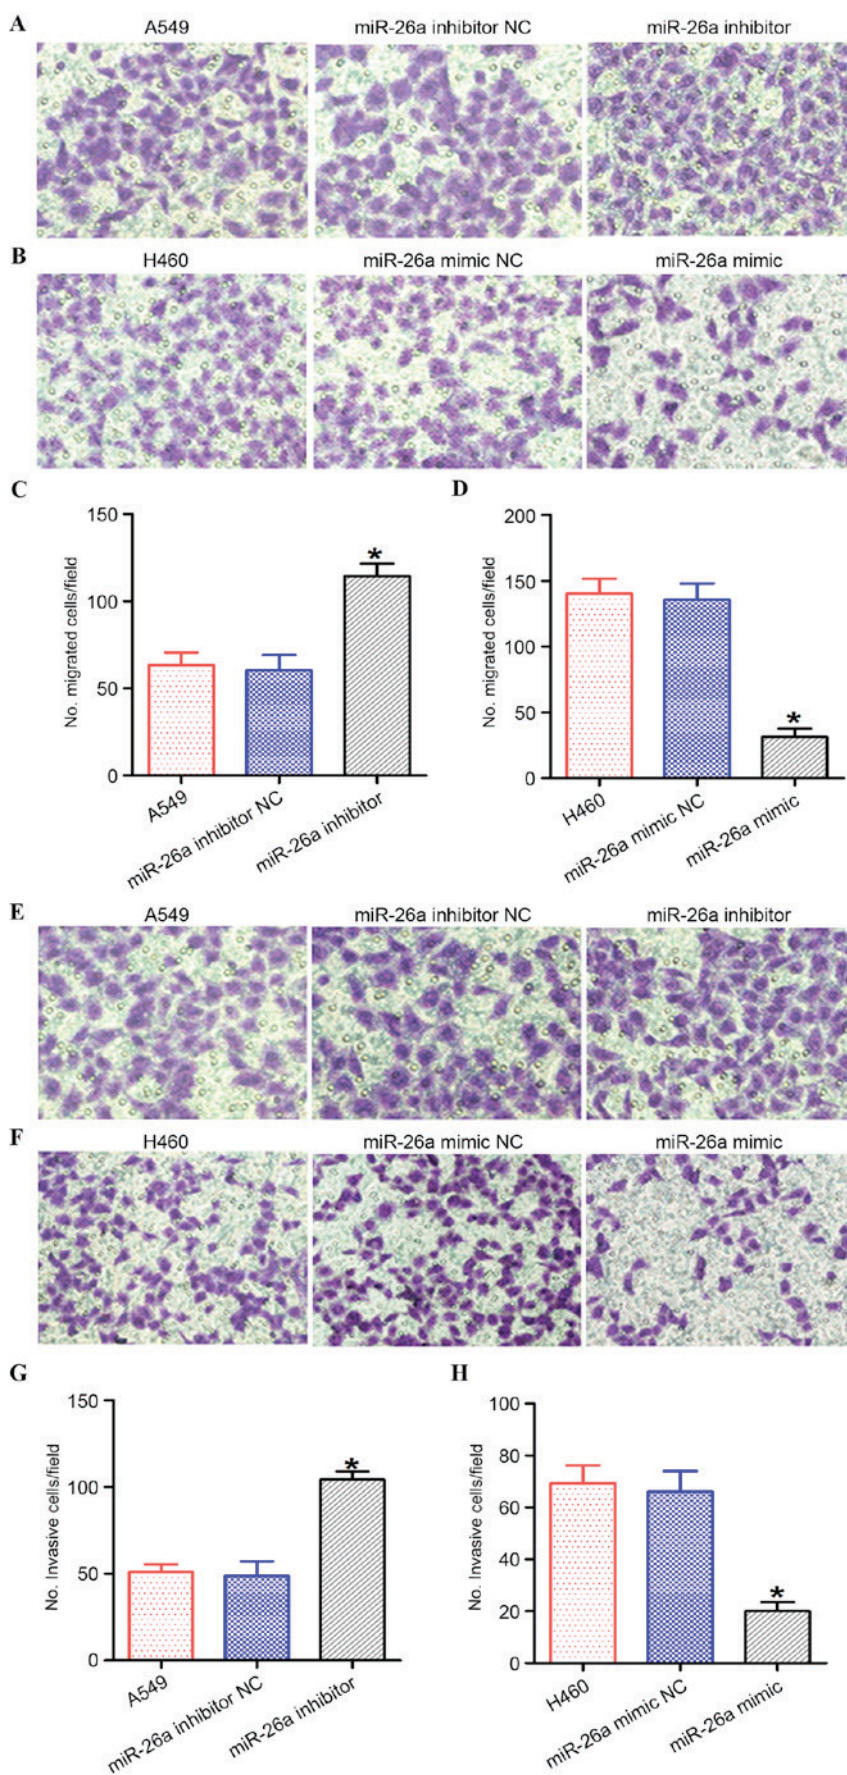 A
A549 miR-26a inhibitor NC miR-26a inhibitor
B
H460 miR-26a mimic NC miR-26a mimic
C
No. migrated cells/field
150
100
50
0
*
A549
miR-26a inhibitor NC
miR-26a inhibitor
D
No. migrated cells/field
200
150
100
50
0
*
H460
miR-26a mimic NC
miR-26a mimic
E
A549 miR-26a inhibitor NC miR-26a inhibitor
F
H460 miR-26a mimic NC miR-26a mimic
G
No. Invasive cells/field
150
100
50
0
*
A549
miR-26a inhibitor NC
miR-26a inhibitor
H
No. Invasive cells/field
100
80
60
40
20
0
*
H460
miR-26a mimic NC
miR-26a mimic